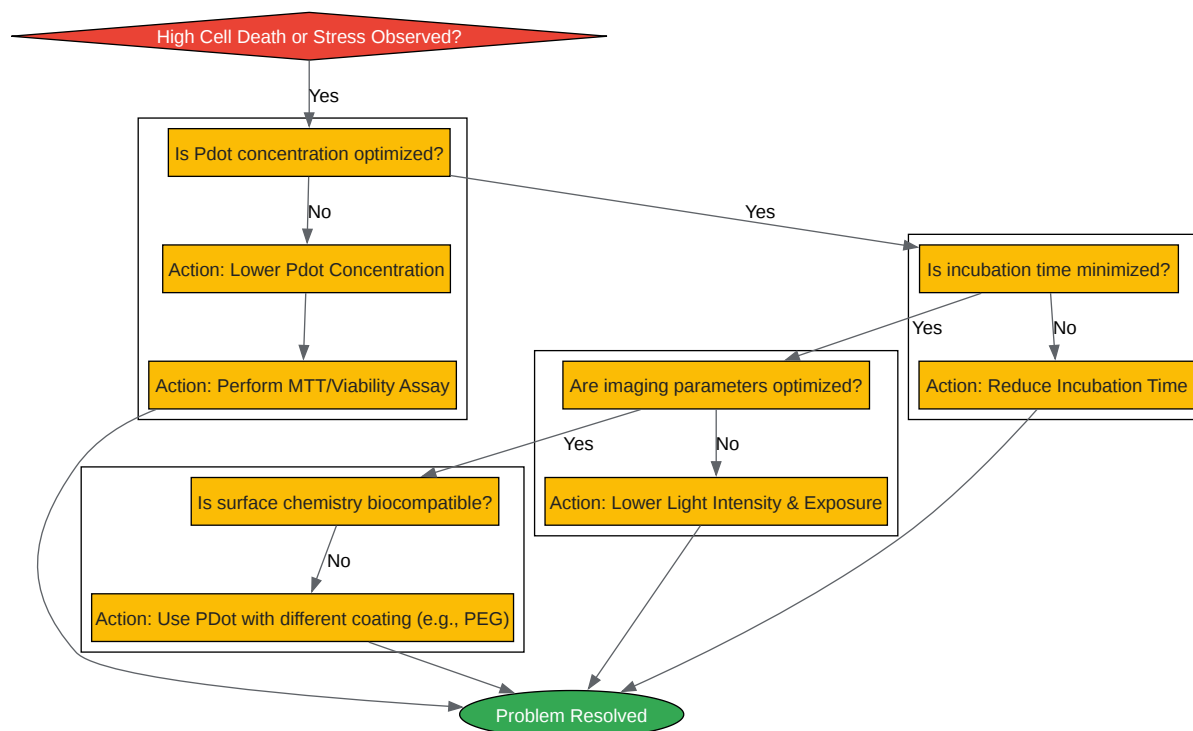 High Cell Death or Stress Observed?
Yes
Is Pdot concentration optimized?
No
Yes
Action: Lower Pdot Concentration
Is incubation time minimized?
Yes
No
Action: Perform MTT/Viability Assay
Are imaging parameters optimized?
Action: Reduce Incubation Time
Yes
No
Is surface chemistry biocompatible?
Action: Lower Light Intensity & Exposure
No
Action: Use PDot with different coating (e.g., PEG)
Problem Resolved